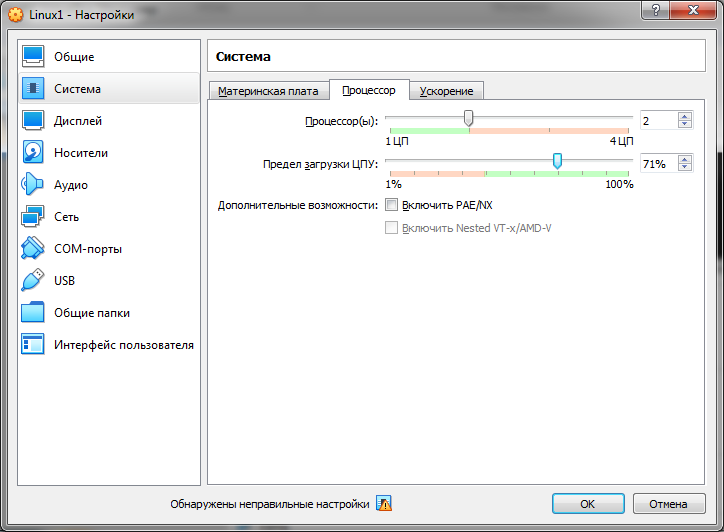 Linux1 - Настройки
Общие
Система
Дисплей
Носители
Аудио
Сеть
COM-порты
USB
Общие папки
Интерфейс пользователя
Система
Материнская плата Процессор Ускорение
Процессор(ы): 2
1 ЦП 4 ЦП
Предел загрузки ЦПУ: 71%
1% 100%
Дополнительные возможности: Включить PAE/NX
Включить Nested VT-x/AMD-V
Обнаружены неправильные настройки
OK Отмена